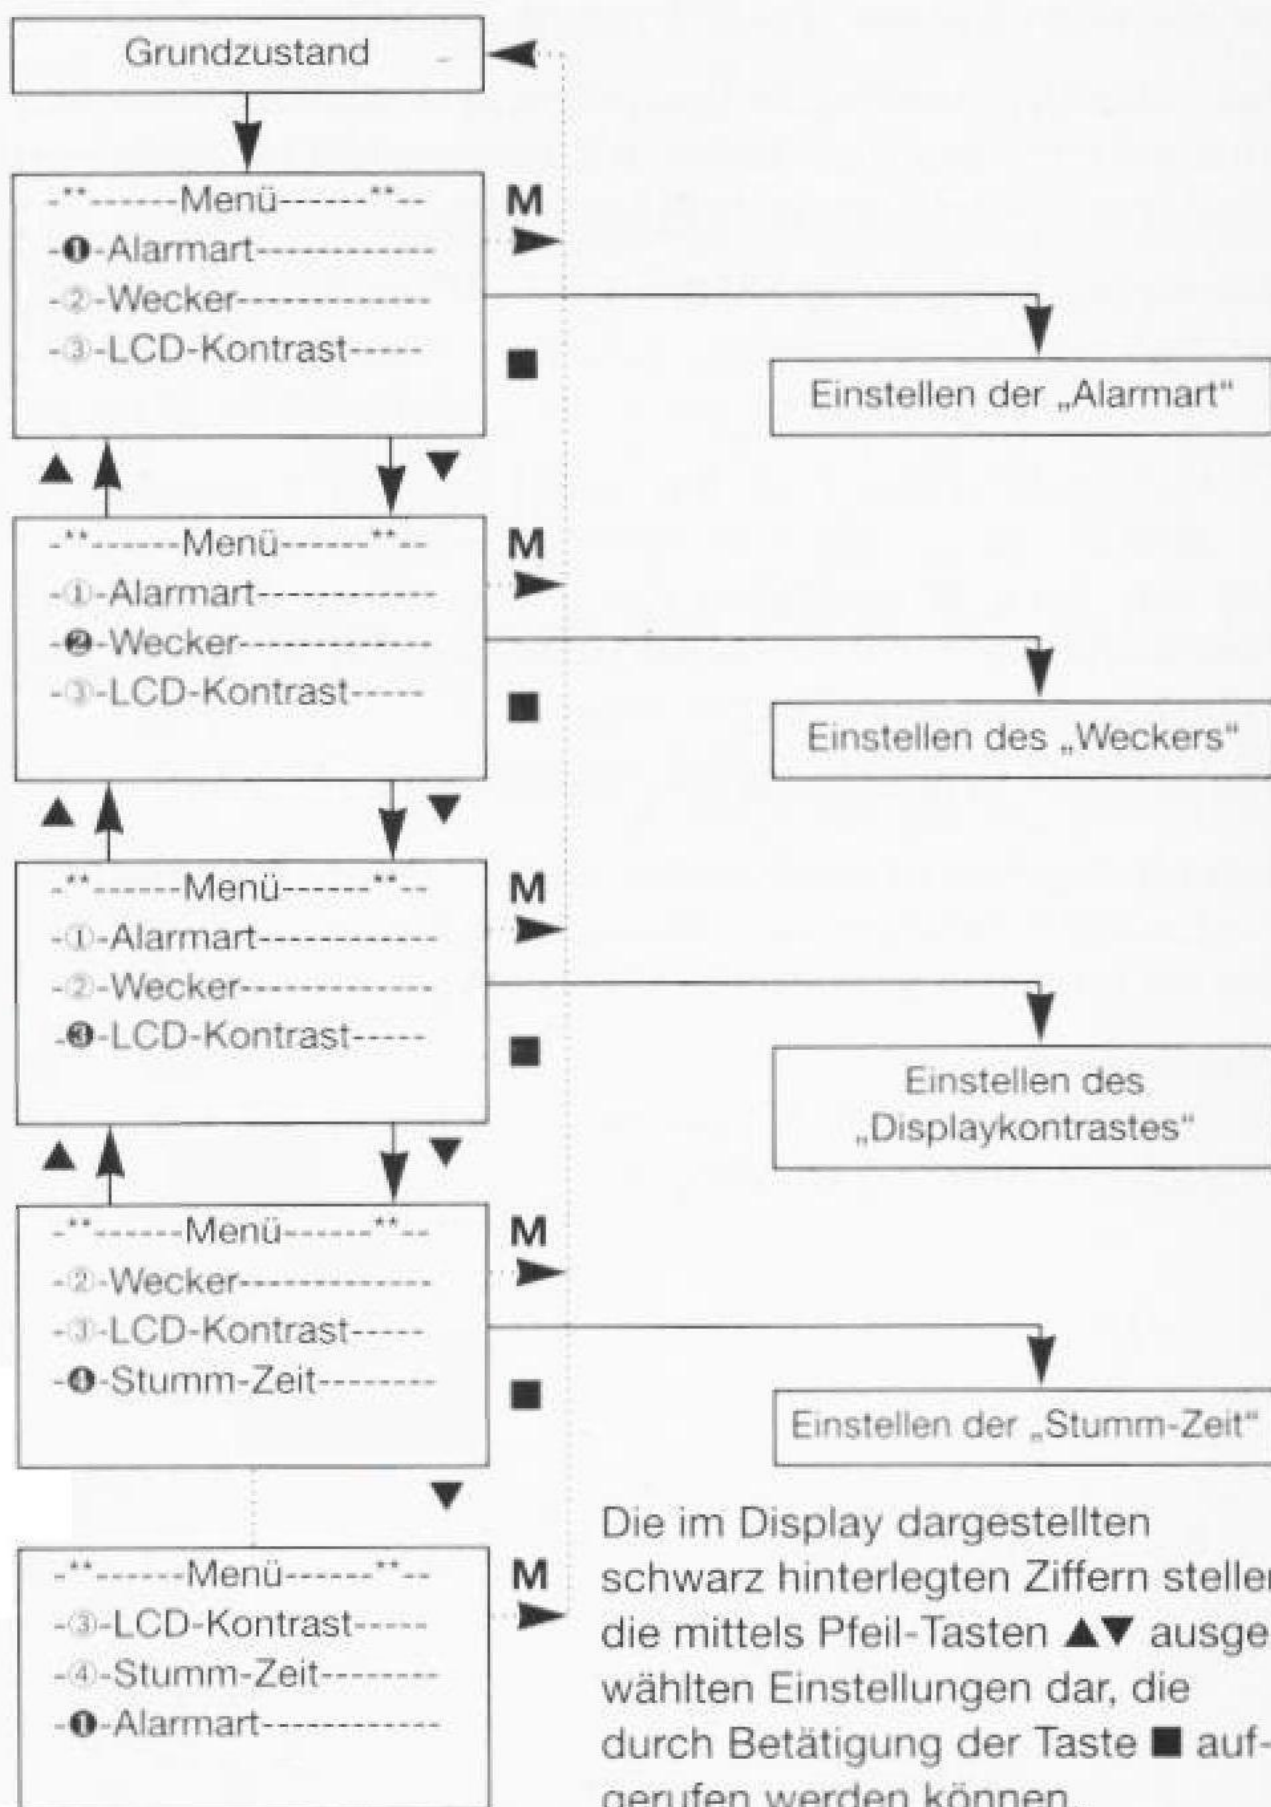 Grundzustand
-**------Menü------**--
M
-❶-Alarmart------------
-②-Wecker-------------
-③-LCD-Kontrast-----
■
Einstellen der „Alarmart“
▲ ▼
-**------Menü------**--
M
-①-Alarmart------------
-❷-Wecker-------------
-③-LCD-Kontrast-----
■
Einstellen des „Weckers“
▲ ▼
-**------Menü------**--
M
-①-Alarmart------------
-②-Wecker-------------
-❸-LCD-Kontrast-----
■
Einstellen des
„Displaykontrastes“
▲ ▼
-**------Menü------**--
M
-②-Wecker-------------
-③-LCD-Kontrast-----
-❹-Stumm-Zeit--------
■
Einstellen der „Stumm-Zeit“
▼
-**------Menü------**--
M
-③-LCD-Kontrast-----
-④-Stumm-Zeit--------
-❶-Alarmart------------
Die im Display dargestellten
schwarz hinterlegten Ziffern stellen
die mittels Pfeil-Tasten ▲▼ ausge
wählten Einstellungen dar, die
durch Betätigung der Taste ■ auf-
gerufen werden können